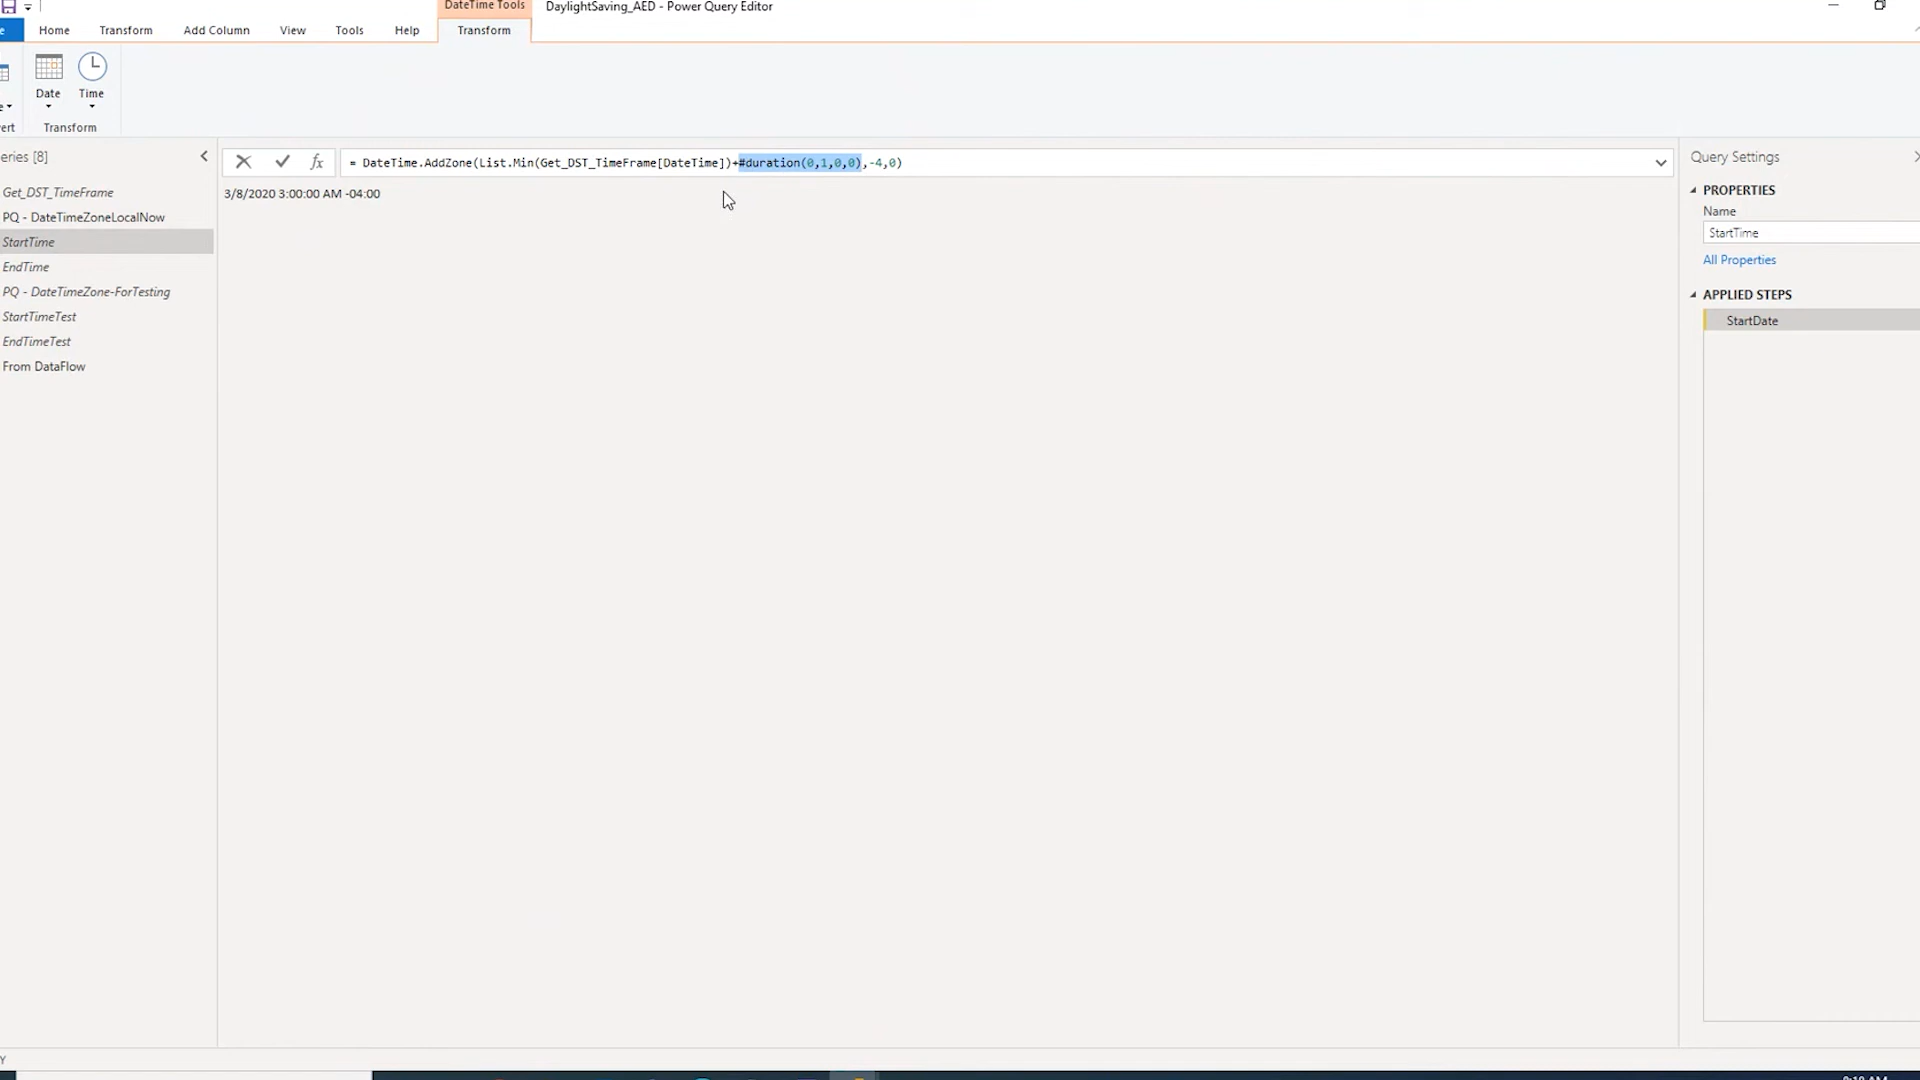 DateTime Tools
DaylightSaving_AED - Power Query Editor
Home
Transform
Add Column
View
Tools
Help
Transform
Date
Time
Transform
eries [8]
= DateTime.AddZone(List.Min(Get_DST_TimeFrame[DateTime])+#duration(0,1,0,0),-4,0)
3/8/2020 3:00:00 AM -04:00
Get_DST_TimeFrame
PQ - DateTimeZoneLocalNow
StartTime
EndTime
PQ - DateTimeZone-ForTesting
StartTimeTest
EndTimeTest
From DataFlow
Query Settings
PROPERTIES
Name
StartTime
All Properties
APPLIED STEPS
StartDate